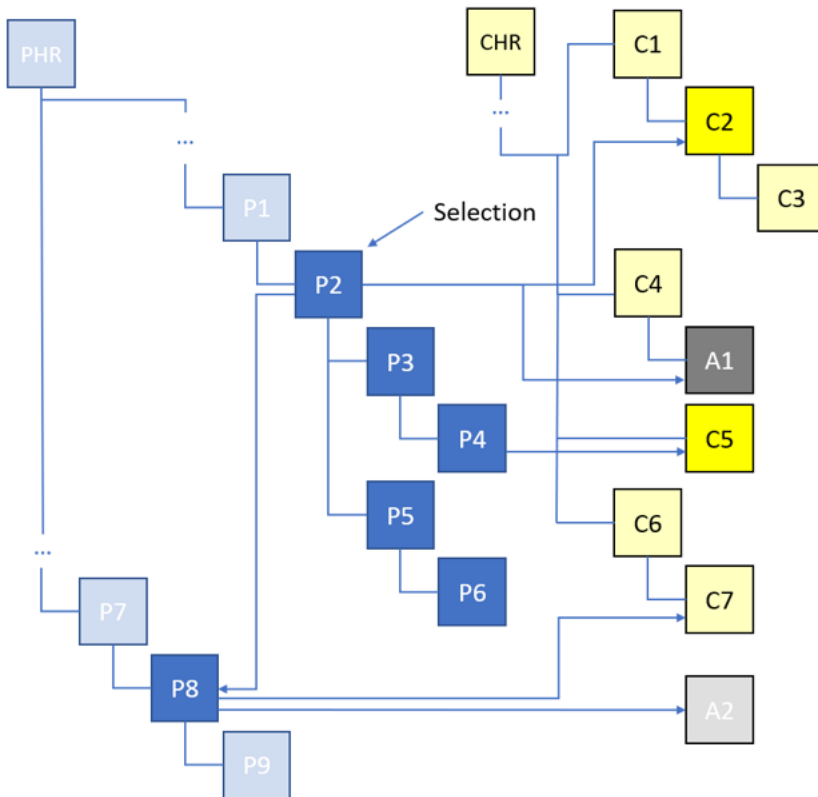 PHR
CHR
C1
...
...
C2
P1
C3
Selection
P2
C4
P3
A1
P4
C5
P5
C6
...
P6
C7
P7
P8
A2
P9